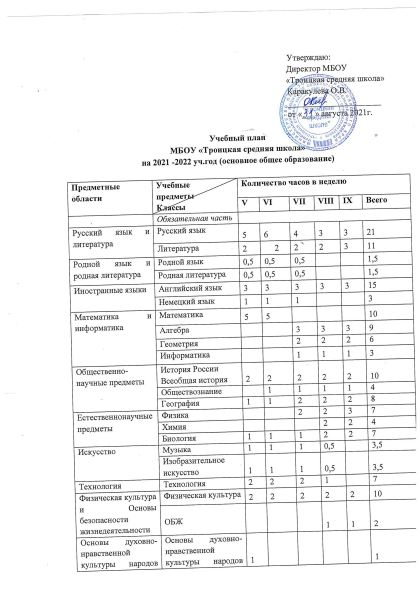 Утверждаю:
Директор МБОУ
«Троицкая средняя школа»
Каракулева О.В.
от «31» августа 2021г.
Учебный план
МБОУ «Троицкая средняя школа»
на 2021 -2022 уч.год (основное общее образование)
Предметные области Учебные предметы Классы Количество часов в неделю
V VI VII VIII IX Всего
Обязательная часть
Русский язык и литература Русский язык 5 6 4 3 3 21
Литература 2 2 2 2 3 11
Родной язык и родная литература Родной язык 0,5 0,5 0,5 1,5
Родная литература 0,5 0,5 0,5 1,5
Иностранные языки Английский язык 3 3 3 3 3 15
Немецкий язык 1 1 1 3
Математика и информатика Математика 5 5 10
Алгебра 3 3 3 9
Геометрия 2 2 2 6
Информатика 1 1 1 3
Общественно-научные предметы История России Всеобщая история 2 2 2 2 2 10
Обществознание 1 1 1 1 4
География 1 1 2 2 2 8
Естественнонаучные предметы Физика 2 2 3 7
Химия 2 2 4
Биология 1 1 1 2 2 7
Искусство Музыка 1 1 1 0,5 3,5
Изобразительное искусство 1 1 1 0,5 3,5
Технология Технология 2 2 2 1 7
Физическая культура и Основы безопасности жизнедеятельности Физическая культура 2 2 2 2 2 10
ОБЖ 1 1 2
Основы духовно-нравственной культуры народов Основы духовно-нравственной культуры народов 1 1